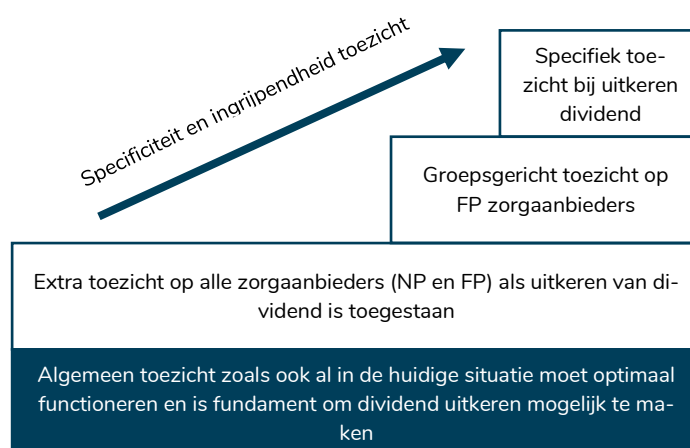 Specificiteit en ingrijpendheid toezicht
Specifiek toe-
zicht bij uitkeren
dividend
Groepsgericht toezicht op
FP zorgaanbieders
Extra toezicht op alle zorgaanbieders (NP en FP) als uitkeren van di-
vidend is toegestaan
Algemeen toezicht zoals ook al in de huidige situatie moet optimaal
functioneren en is fundament om dividend uitkeren mogelijk te ma-
ken